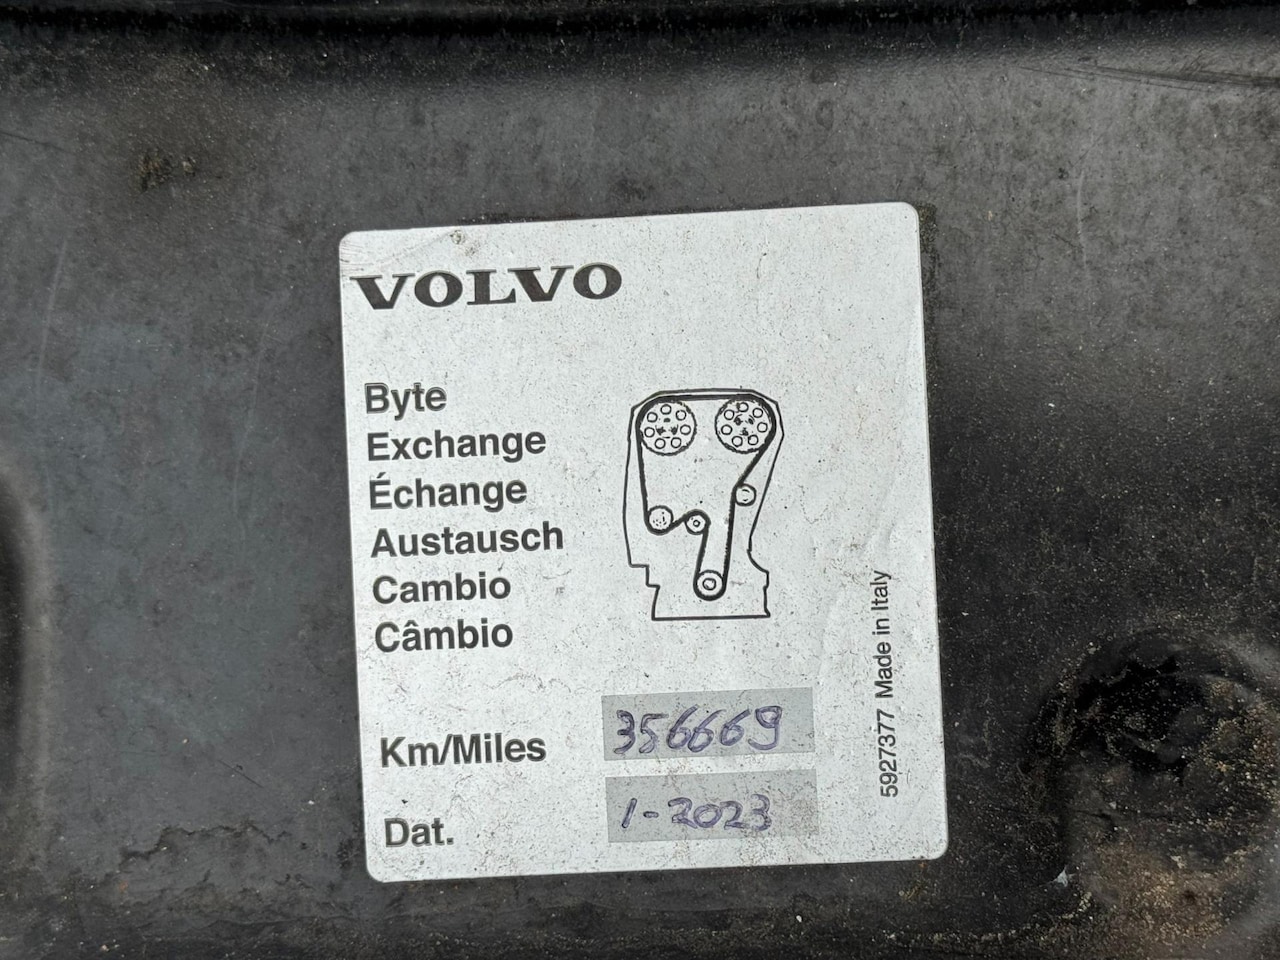 VOLVO
Byte
Exchange
Échange
Austausch
Cambio
Câmbio
Km/Miles 356669
Dat. 1-2023
5927377 Made in Italy